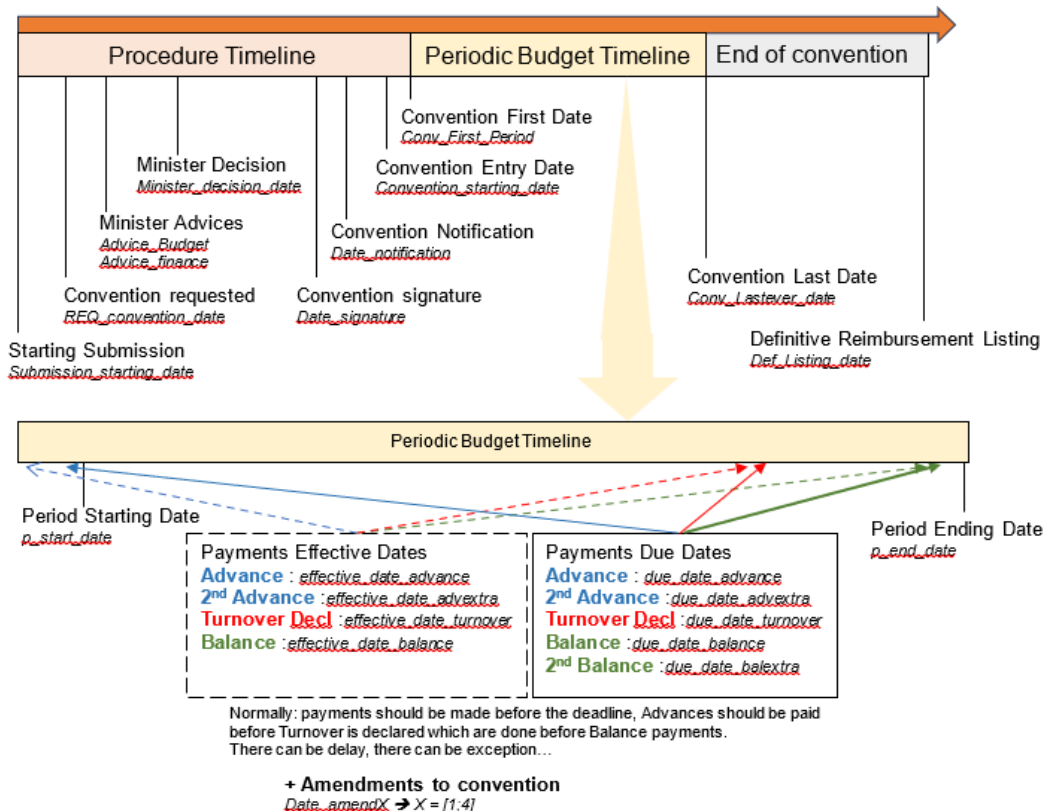 Procedure Timeline
Periodic Budget Timeline
End of convention
Convention First Date
Conv_First_Period
Minister Decision
Minister_decision_date
Convention Entry Date
Convention_starting_date
Minister Advices
Advice_Budget
Advice_finance
Convention Notification
Date_notification
Convention requested
REQ_convention_date
Convention signature
Date_signature
Convention Last Date
Conv_Lastever_date
Starting Submission
Submission_starting_date
Definitive Reimbursement Listing
Def_Listing_date
Periodic Budget Timeline
Period Starting Date
p_start_date
Period Ending Date
p_end_date
Payments Effective Dates
Advance : effective_date_advance
2nd Advance :effective_date_advextra
Turnover Decl :effective_date_turnover
Balance :effective_date_balance
Payments Due Dates
Advance : due_date_advance
2nd Advance :due_date_advextra
Turnover Decl :due_date_turnover
Balance :due_date_balance
2nd Balance :due_date_balextra
Normally: payments should be made before the deadline, Advances should be paid
before Turnover is declared which are done before Balance payments.
There can be delay, there can be exception…
+ Amendments to convention
Date_amendX → X = [1:4]